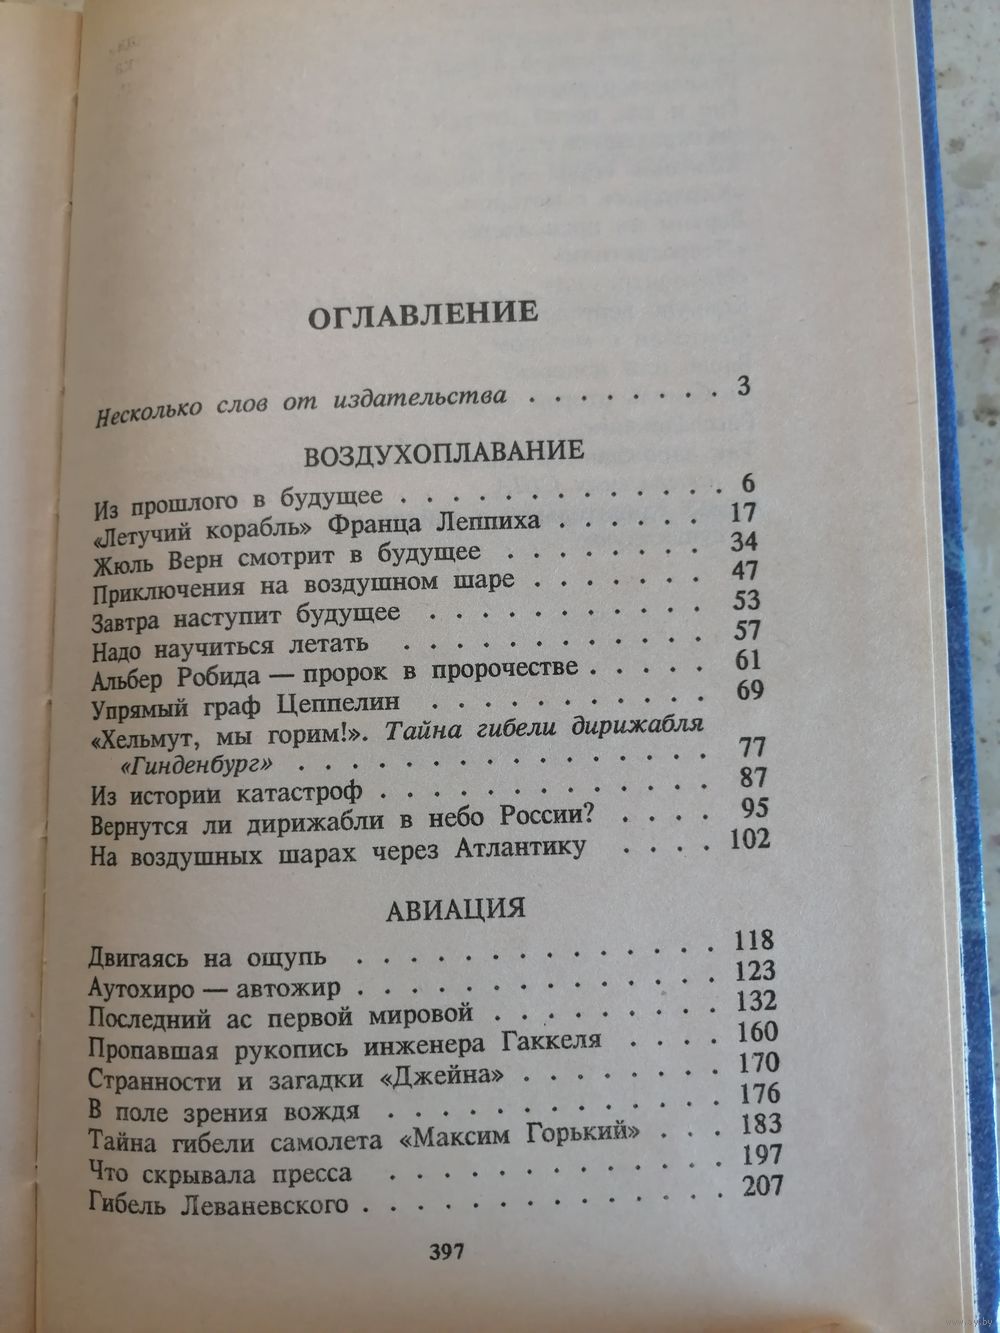 ОГЛАВЛЕНИЕ
Несколько слов от издательства . . . . . . . . 3
ВОЗДУХОПЛАВАНИЕ
Из прошлого в будущее . . . . . . . . . . . . 6
«Летучий корабль» Франца Леппиха . . . . . . 17
Жюль Верн смотрит в будущее . . . . . . . . 34
Приключения на воздушном шаре . . . . . . . 47
Завтра наступит будущее . . . . . . . . . . 53
Надо научиться летать . . . . . . . . . . . 57
Альбер Робида — пророк в пророчестве . . . . . 61
Упрямый граф Цеппелин . . . . . . . . . . 69
«Хельмут, мы горим!». Тайна гибели дирижабля
«Гинденбург» . . . . . . . . . . . . . . . 77
Из истории катастроф . . . . . . . . . . . . 87
Вернутся ли дирижабли в небо России? . . . . 95
На воздушных шарах через Атлантику . . . . 102
АВИАЦИЯ
Двигаясь на ощупь . . . . . . . . . . . . . 118
Аутохиро — автожир . . . . . . . . . . . . . 123
Последний ас первой мировой . . . . . . . . . 132
Пропавшая рукопись инженера Гаккеля . . . . 160
Странности и загадки «Джейна» . . . . . . . . 170
В поле зрения вождя . . . . . . . . . . . . 176
Тайна гибели самолета «Максим Горький» . . . 183
Что скрывала пресса . . . . . . . . . . . . 197
Гибель Леваневского . . . . . . . . . . . . . 207
397